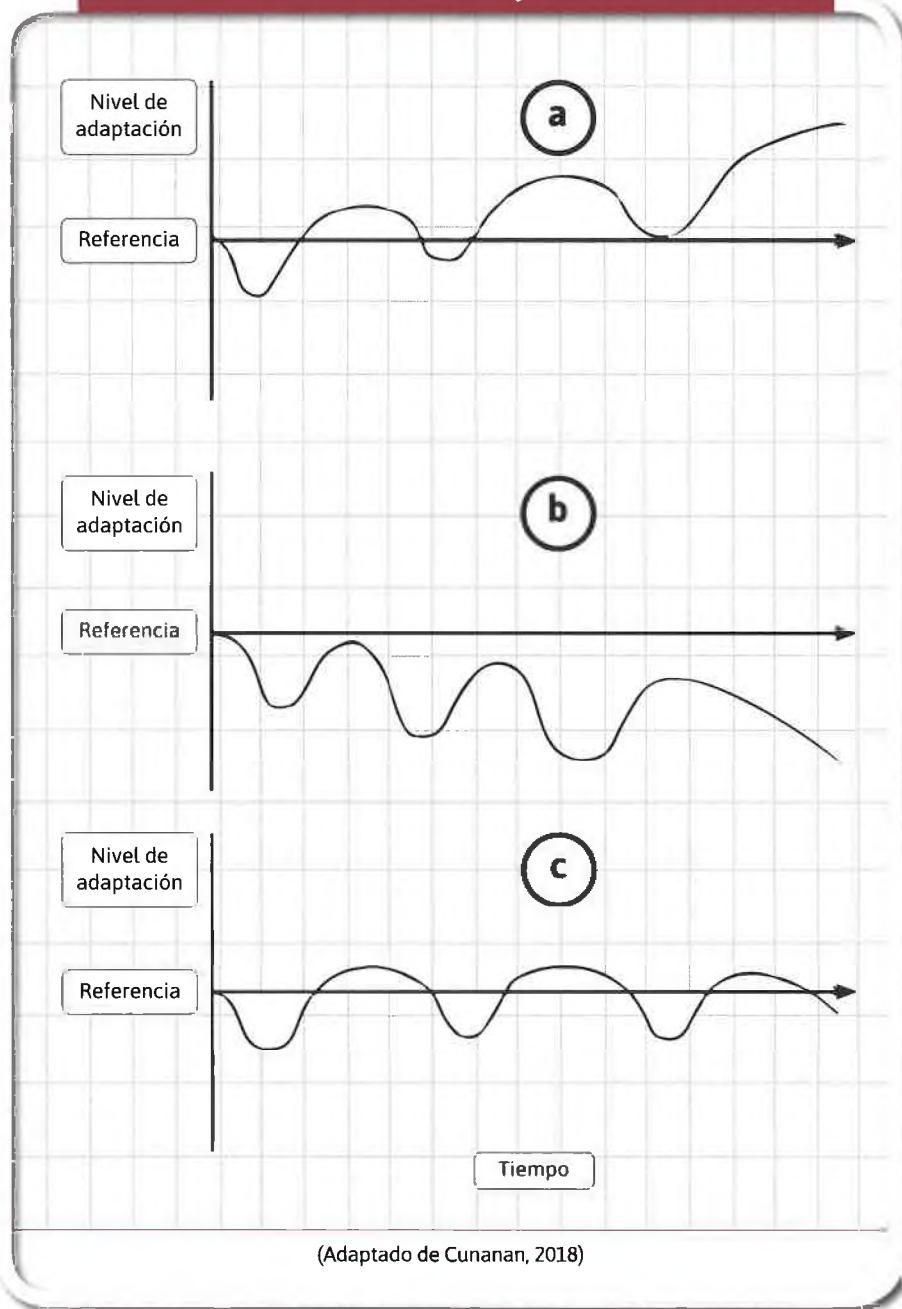 Nivel de
adaptación
a
Referencia
Nivel de
adaptación
b
Referencia
Nivel de
adaptación
c
Referencia
Tiempo
(Adaptado de Cunanan, 2018)